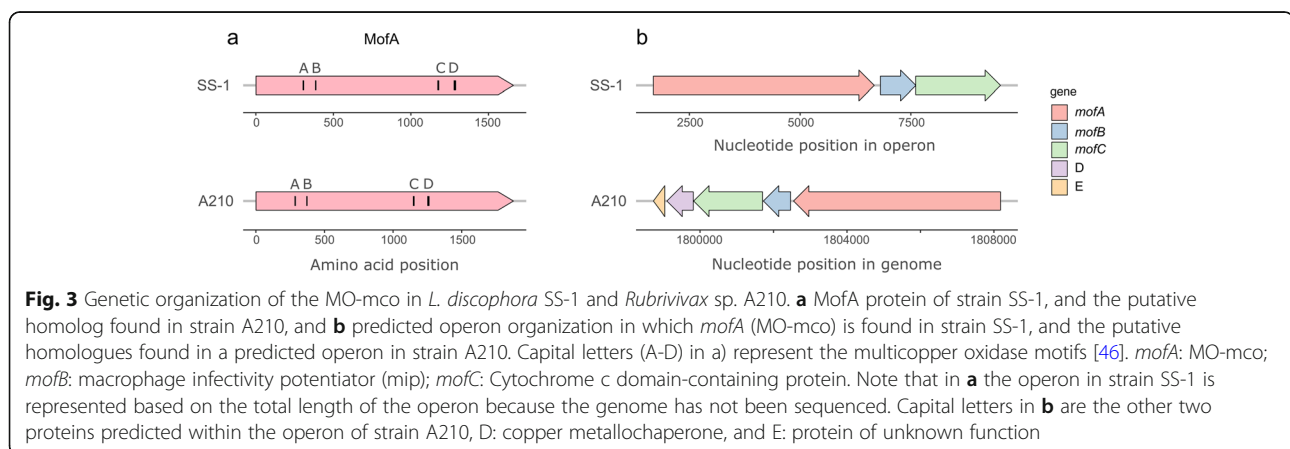 a
MofA
b
A B
C D
SS-1
0
500
1000
1500
SS-1
2500
5000
7500
Nucleotide position in operon
gene
mofA
mofB
mofC
D
E
A B
C D
A210
0
500
1000
1500
Amino acid position
A210
1800000
1804000
1808000
Nucleotide position in genome
Fig. 3 Genetic organization of the MO-mco in L. discophora SS-1 and Rubrivivax sp. A210. a MofA protein of strain SS-1, and the putative
homolog found in strain A210, and b predicted operon organization in which mofA (MO-mco) is found in strain SS-1, and the putative
homologues found in a predicted operon in strain A210. Capital letters (A-D) in a) represent the multicopper oxidase motifs [46]. mofA: MO-mco;
mofB: macrophage infectivity potentiator (mip); mofC: Cytochrome c domain-containing protein. Note that in a the operon in strain SS-1 is
represented based on the total length of the operon because the genome has not been sequenced. Capital letters in b are the other two
proteins predicted within the operon of strain A210, D: copper metallochaperone, and E: protein of unknown function